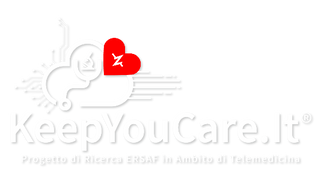 KeepYouCare.It®
Progetto di Ricerca ERSAF in Ambito di Telemedicina